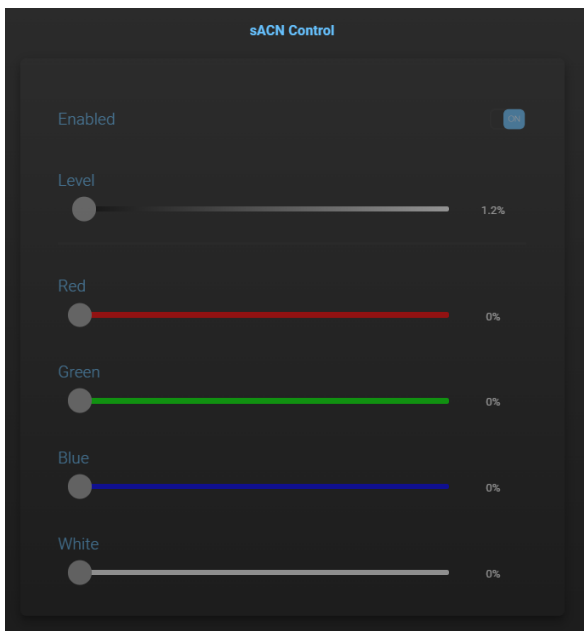 sACN Control
Enabled
ON
Level
1.2%
Red
0%
Green
0%
Blue
0%
White
0%